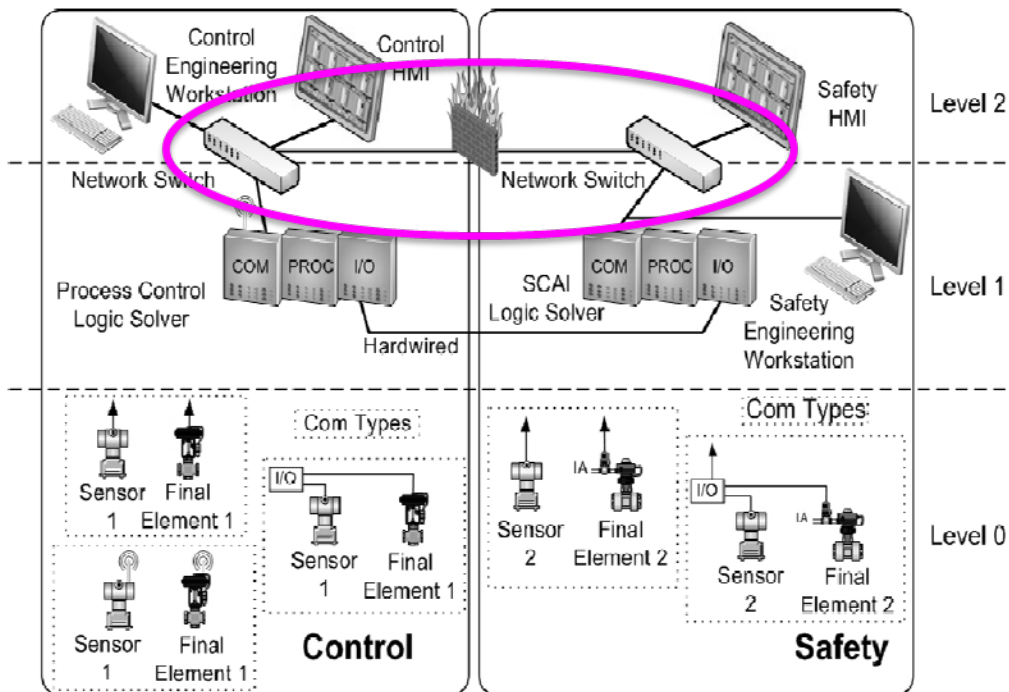 Control
Engineering
Workstation
Control
HMI
Safety
HMI
Level 2
Network Switch
Network Switch
COM
PROC
I/O
COM
PROC
I/O
Process Control
Logic Solver
SCAI
Logic Solver
Level 1
Safety
Engineering
Workstation
Hardwired
Com Types
Com Types
Sensor
1
Final
Element 1
I/O
Sensor
1
Final
Element 1
Sensor
1
Final
Element 1
IA
Sensor
2
Final
Element 2
I/O
IA
Sensor
2
Final
Element 2
Level 0
Control
Safety